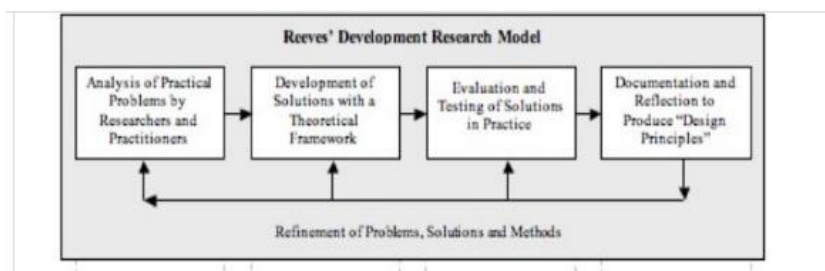 Reeves' Development Research Model
Analysis of Practical
Problems by
Researchers and
Practitioners
Development of
Solutions with a
Theoretical
Framework
Evaluation and
Testing of Solutions
in Practice
Documentation and
Reflection to
Produce "Design
Principles"
Refinement of Problems, Solutions and Methods